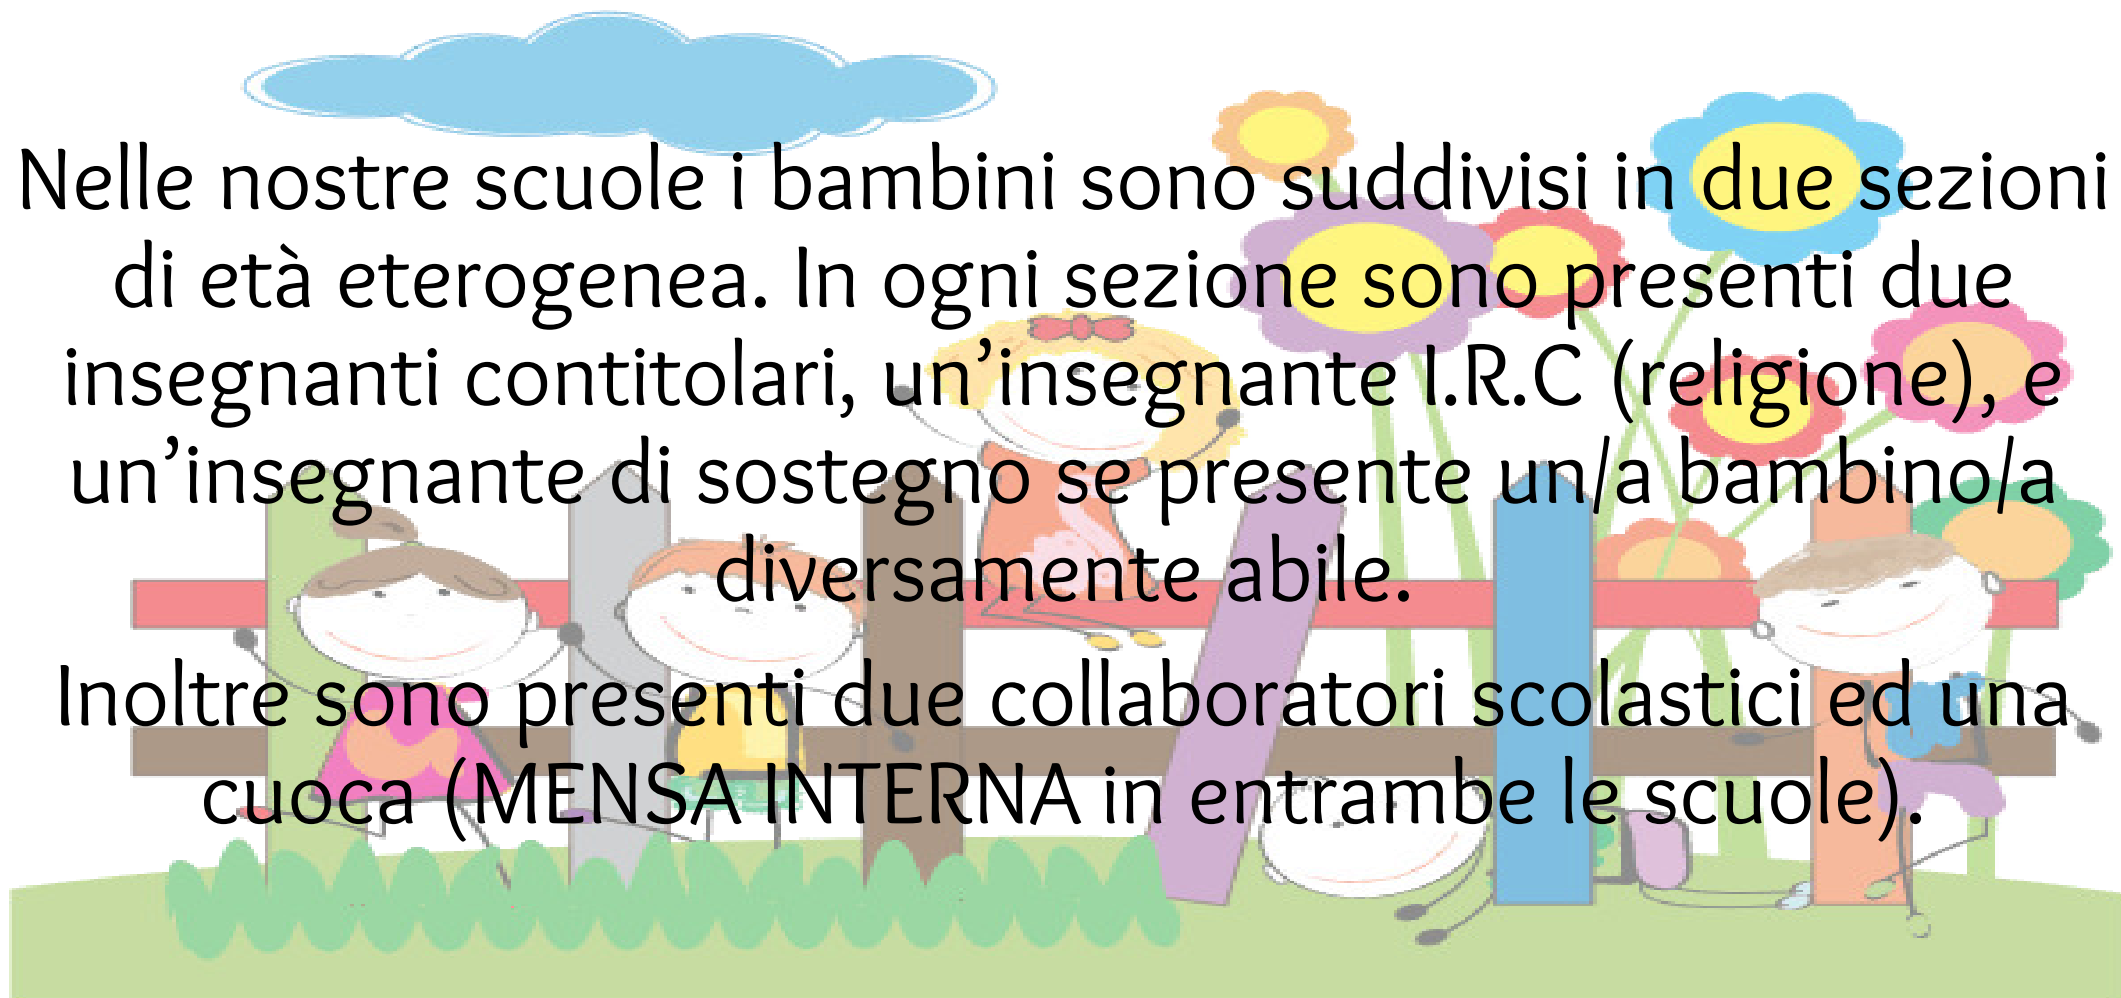 Nelle nostre scuole i bambini sono suddivisi in due sezioni
di età eterogenea. In ogni sezione sono presenti due
insegnanti contitolari, un’insegnante I.R.C (religione), e
un’insegnante di sostegno se presente un/a bambino/a
diversamente abile.
Inoltre sono presenti due collaboratori scolastici ed una
cuoca (MENSA INTERNA in entrambe le scuole).